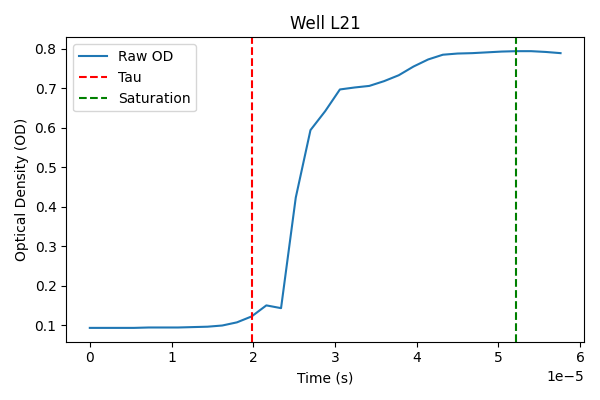 Well L21
Raw OD
Tau
Saturation
Optical Density (OD)
0.8
0.7
0.6
0.5
0.4
0.3
0.2
0.1
0 1 2 3 4 5 6
1e−5
Time (s)